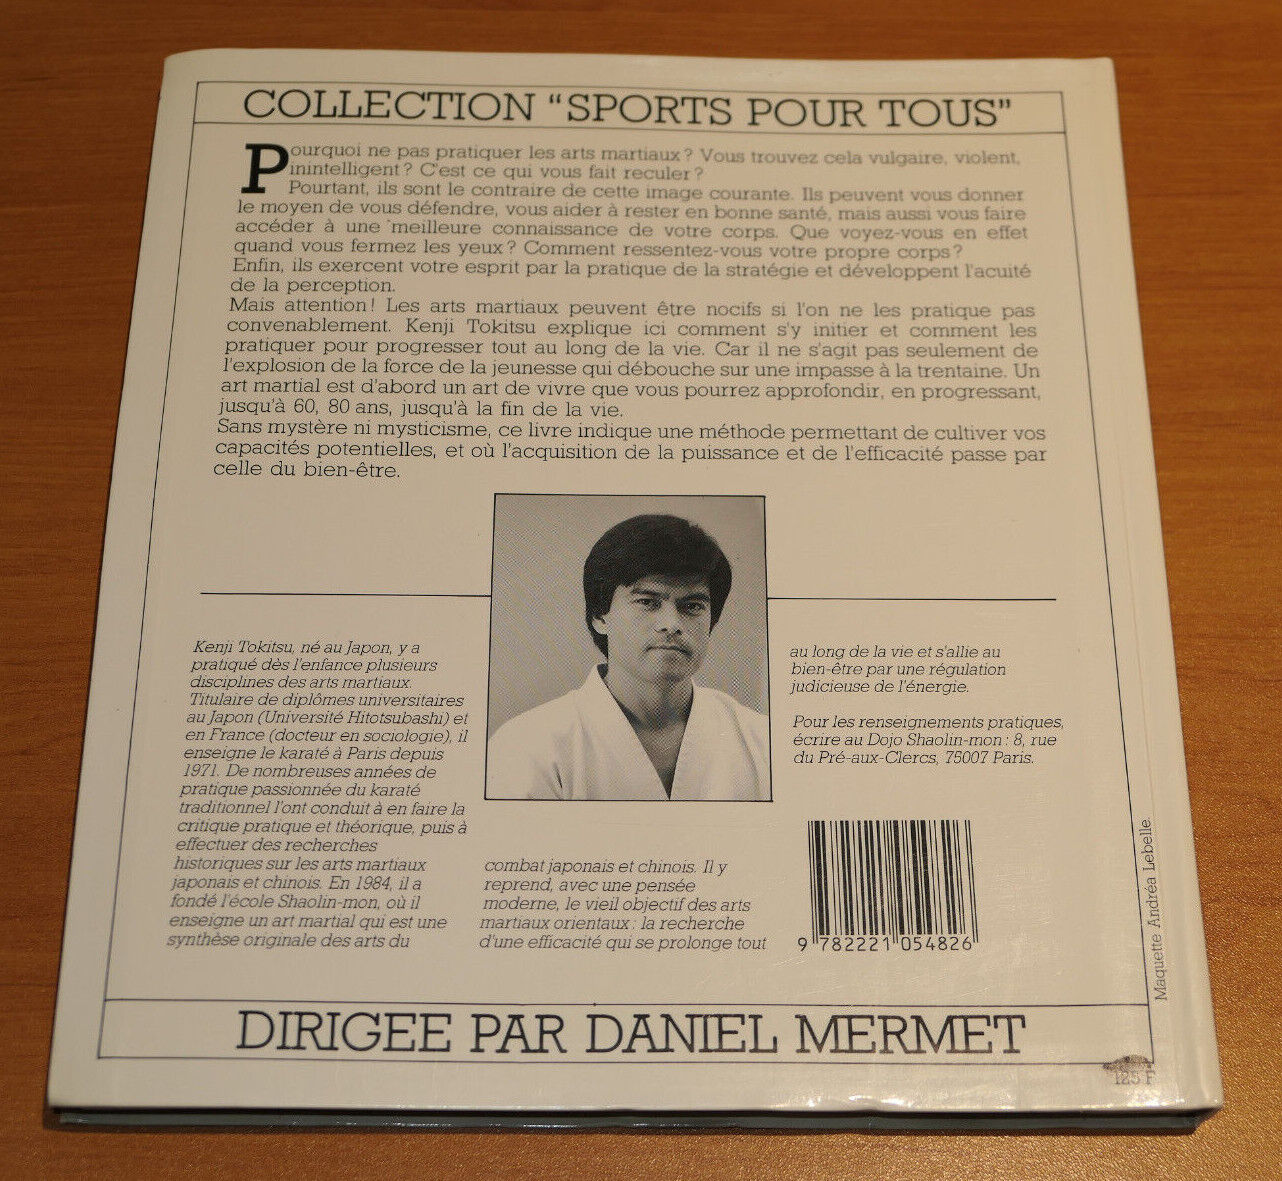 COLLECTION “SPORTS POUR TOUS”
Pourquoi ne pas pratiquer les arts martiaux? Vous trouvez cela vulgaire, violent,
inintelligent? C'est ce qui vous fait reculer?
Pourtant, ils sont le contraire de cette image courante. Ils peuvent vous donner
le moyen de vous défendre, vous aider à rester en bonne santé, mais aussi vous faire
accéder à une meilleure connaissance de votre corps. Que voyez-vous en effet
quand vous fermez les yeux? Comment ressentez-vous votre propre corps?
Enfin, ils exercent votre esprit par la pratique de la stratégie et développent l'acuité
de la perception.
Mais attention! Les arts martiaux peuvent être nocifs si l'on ne les pratique pas
convenablement. Kenji Tokitsu explique ici comment s'y initier et comment les
pratiquer pour progresser tout au long de la vie. Car il ne s'agit pas seulement de
l'explosion de la force de la jeunesse qui débouche sur une impasse à la trentaine. Un
art martial est d'abord un art de vivre que vous pourrez approfondir, en progressant,
jusqu'à 60, 80 ans, jusqu'à la fin de la vie.
Sans mystère ni mysticisme, ce livre indique une méthode permettant de cultiver vos
capacités potentielles, et où l'acquisition de la puissance et de l'efficacité passe par
celle du bien-être.
Kenji Tokitsu, né au Japon, y a
pratiqué dès l'enfance plusieurs
disciplines des arts martiaux.
Titulaire de diplômes universitaires
au Japon (Université Hitotsubashi) et
en France (docteur en sociologie), il
enseigne le karaté à Paris depuis
1971. De nombreuses années de
pratique passionnée du karaté
traditionnel l'ont conduit à en faire la
critique pratique et théorique, puis à
effectuer des recherches
historiques sur les arts martiaux
japonais et chinois. En 1984, il a
fondé l'école Shaolin-mon, où il
enseigne un art martial qui est une
synthèse originale des arts du
combat japonais et chinois. Il y
reprend, avec une pensée
moderne, le vieil objectif des arts
martiaux orientaux : la recherche
d'une efficacité qui se prolonge tout
au long de la vie et s'allie au
bien-être par une régulation
judicieuse de l'énergie.
Pour les renseignements pratiques,
écrire au Dojo Shaolin-mon : 8, rue
du Pré-aux-Clercs, 75007 Paris.
9 782221 054826
Maquette Andréa Lebelle.
DIRIGEE PAR DANIEL MERMET
125 F